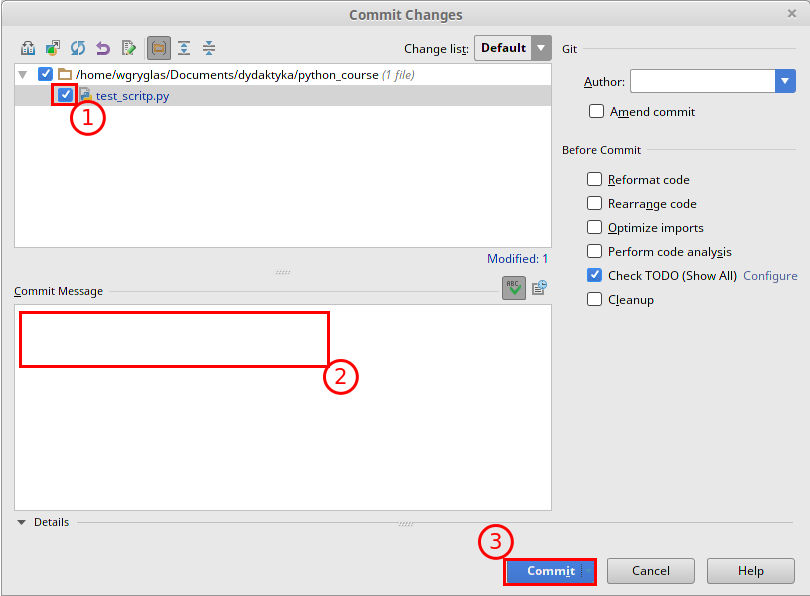 Commit Changes
Change list: Default
Git
/home/wgryglas/Documents/dydaktyka/python_course (1 file)
test_scritp.py
1
Author:
Amend commit
Before Commit
Reformat code
Rearrange code
Optimize imports
Perform code analysis
Check TODO (Show All) Configure
Cleanup
Modified: 1
Commit Message
ABC
2
Details
3
Commit
Cancel
Help